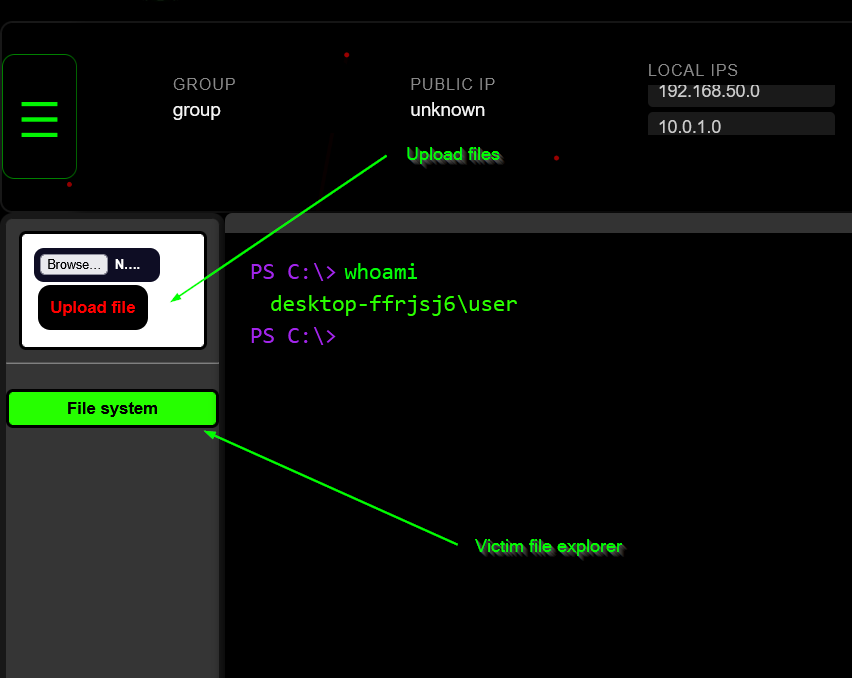 GROUP
group
PUBLIC IP
unknown
LOCAL IPS
192.168.50.0
10.0.1.0
Upload files
Browse... N....
Upload file
File system
PS C:\> whoami
desktop-ffrjsj6\user
PS C:\>
Victim file explorer